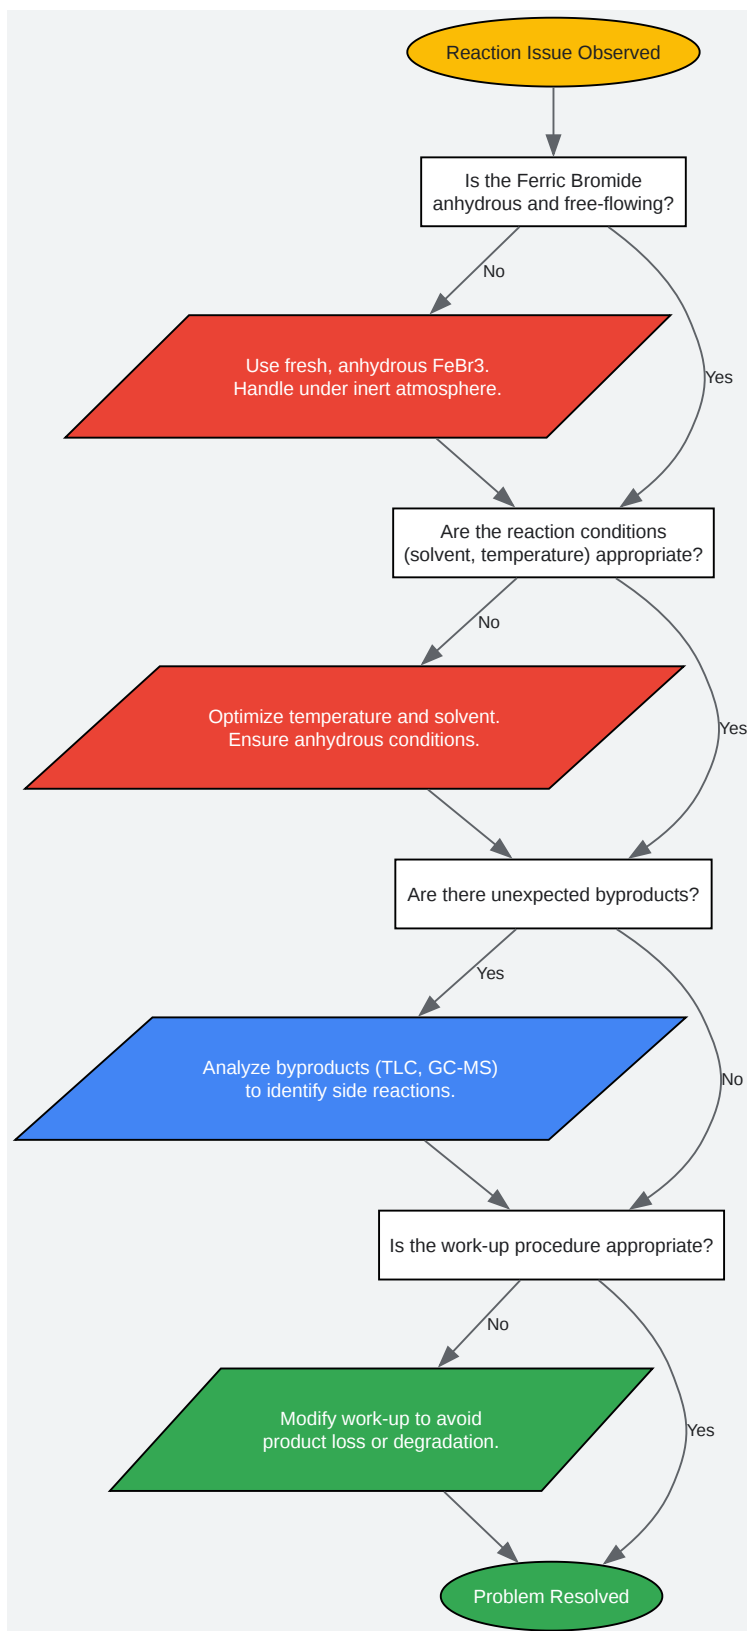 Reaction Issue Observed
Is the Ferric Bromide
anhydrous and free-flowing?
No
Use fresh, anhydrous FeBr3.
Handle under inert atmosphere.
Yes
Are the reaction conditions
(solvent, temperature) appropriate?
No
Optimize temperature and solvent.
Ensure anhydrous conditions.
Yes
Are there unexpected byproducts?
Yes
Analyze byproducts (TLC, GC-MS)
to identify side reactions.
No
Is the work-up procedure appropriate?
No
Modify work-up to avoid
product loss or degradation.
Yes
Problem Resolved